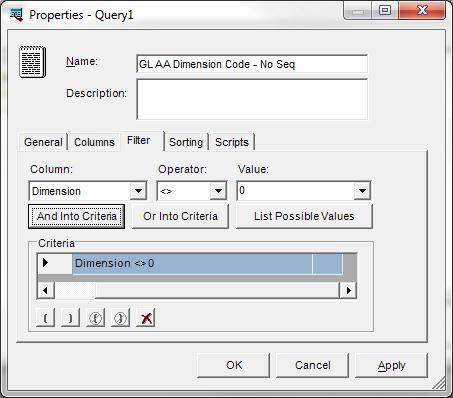 Properties - Query1
Name:
GL AA Dimension Code - No Seq
Description:
General Columns Filter Sorting Scripts
Column: Operator: Value:
Dimension <> 0
And Into Criteria Or Into Criteria List Possible Values
Criteria
Dimension <> 0
( )
OK Cancel Apply